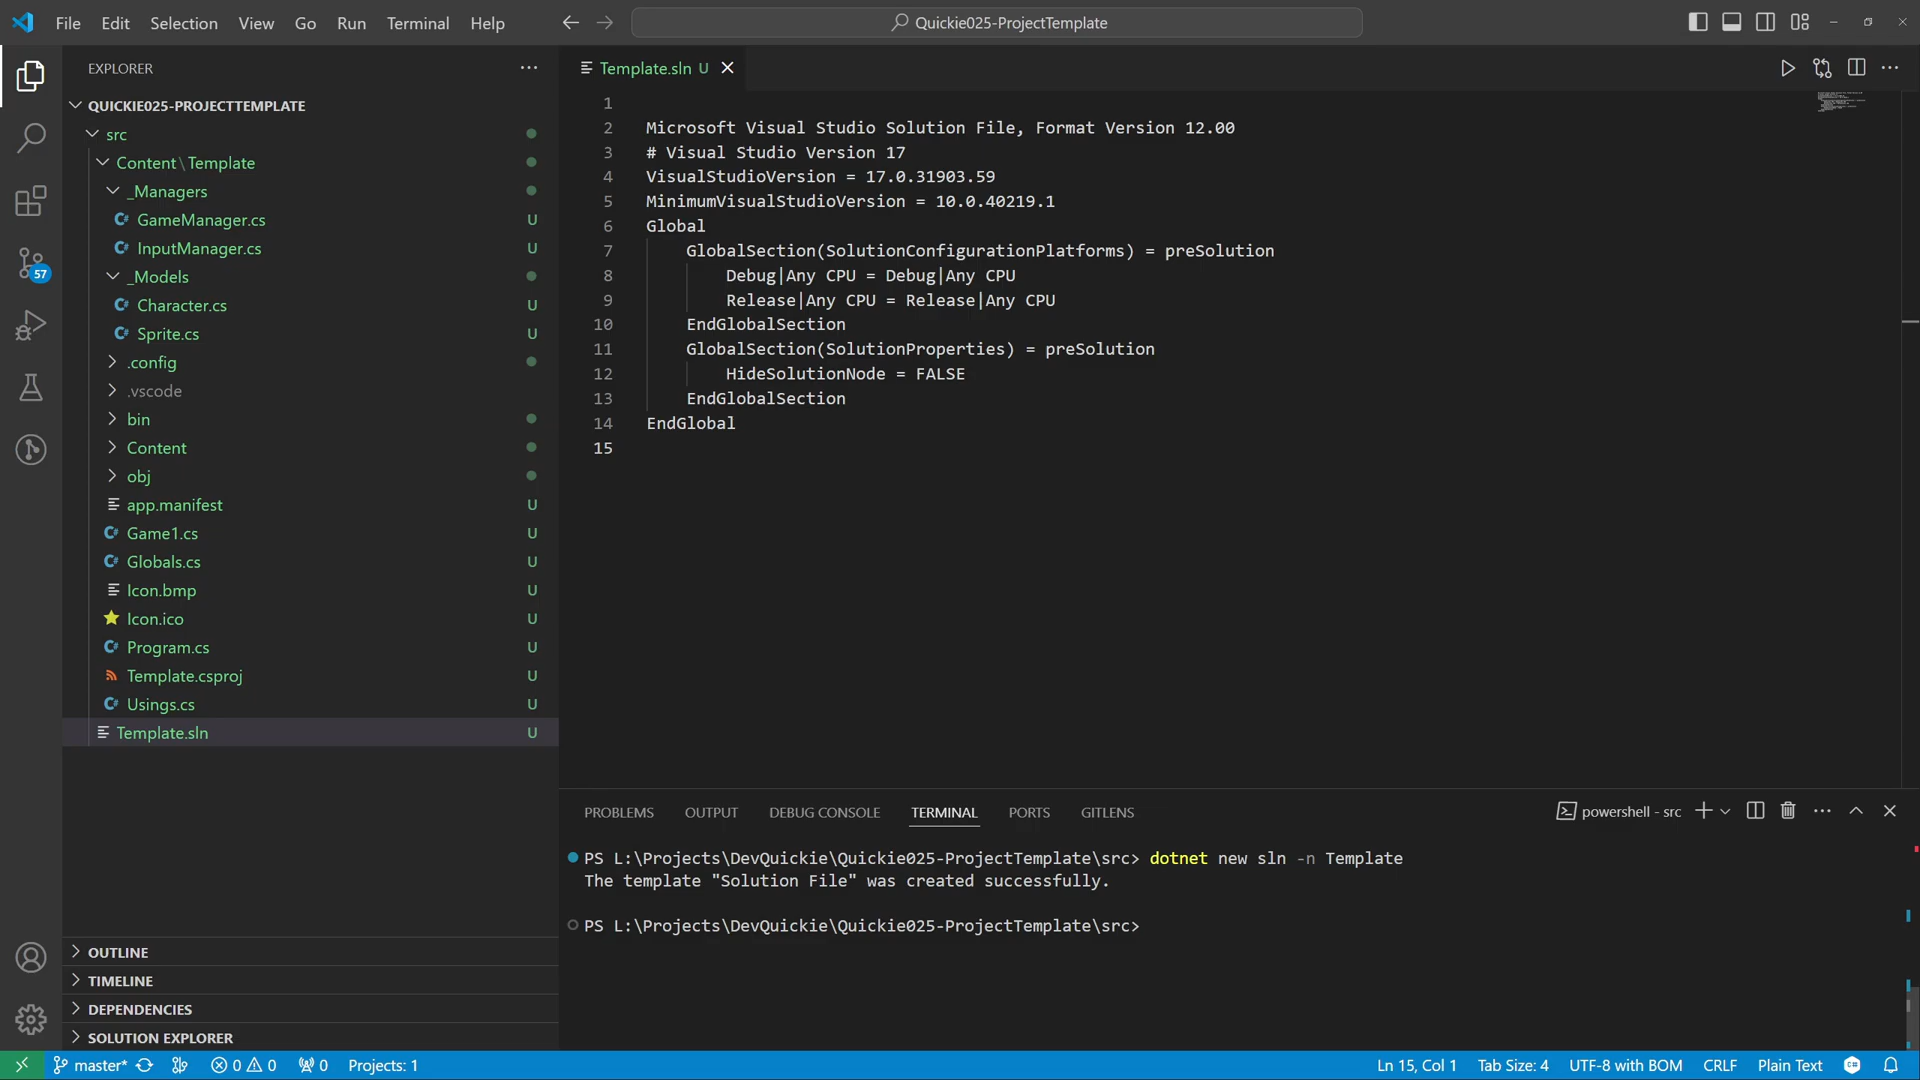 File Edit Selection View Go Run Terminal Help
Quickie025-ProjectTemplate
EXPLORER
QUICKIE025-PROJECTTEMPLATE
src
Content\Template
_Managers
GameManager.cs U
InputManager.cs U
_Models
Character.cs U
Sprite.cs U
.config
.vscode
bin
Content
obj
app.manifest U
Game1.cs U
Globals.cs U
Icon.bmp U
Icon.ico U
Program.cs U
Template.csproj U
Usings.cs U
Template.sln U
OUTLINE
TIMELINE
DEPENDENCIES
SOLUTION EXPLORER
57
Template.sln U
1
2 Microsoft Visual Studio Solution File, Format Version 12.00
3 # Visual Studio Version 17
4 VisualStudioVersion = 17.0.31903.59
5 MinimumVisualStudioVersion = 10.0.40219.1
6 Global
7 GlobalSection(SolutionConfigurationPlatforms) = preSolution
8 Debug|Any CPU = Debug|Any CPU
9 Release|Any CPU = Release|Any CPU
10 EndGlobalSection
11 GlobalSection(SolutionProperties) = preSolution
12 HideSolutionNode = FALSE
13 EndGlobalSection
14 EndGlobal
15
PROBLEMS OUTPUT DEBUG CONSOLE TERMINAL PORTS GITLENS
powershell - src
PS L:\Projects\DevQuickie\Quickie025-ProjectTemplate\src> dotnet new sln -n Template
The template "Solution File" was created successfully.
PS L:\Projects\DevQuickie\Quickie025-ProjectTemplate\src>
master* 0 0 0 Projects: 1
Ln 15, Col 1 Tab Size: 4 UTF-8 with BOM CRLF Plain Text